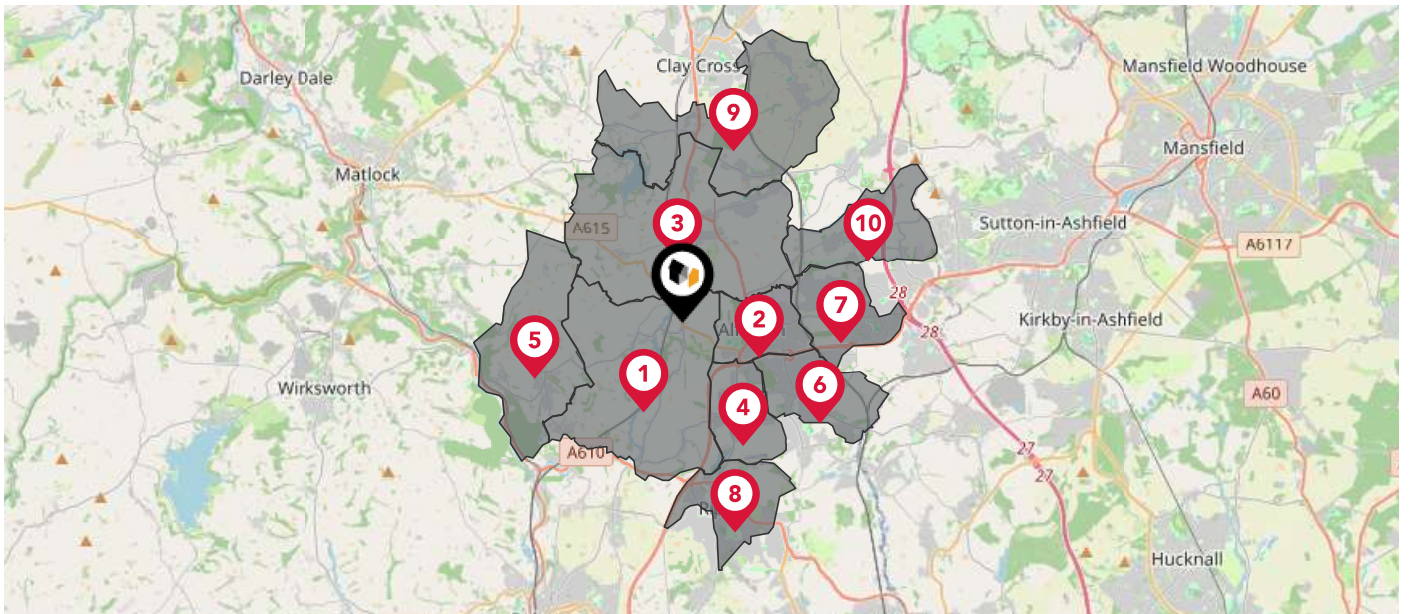 Clay Cross
Darley Dale
Mansfield Woodhouse
9
Mansfield
Matlock
3
10
Sutton-in-Ashfield
A615
A6117
28
7
2
28
Kirkby-in-Ashfield
5
1
6
Wirksworth
4
A60
A610
27
27
8
Hucknall